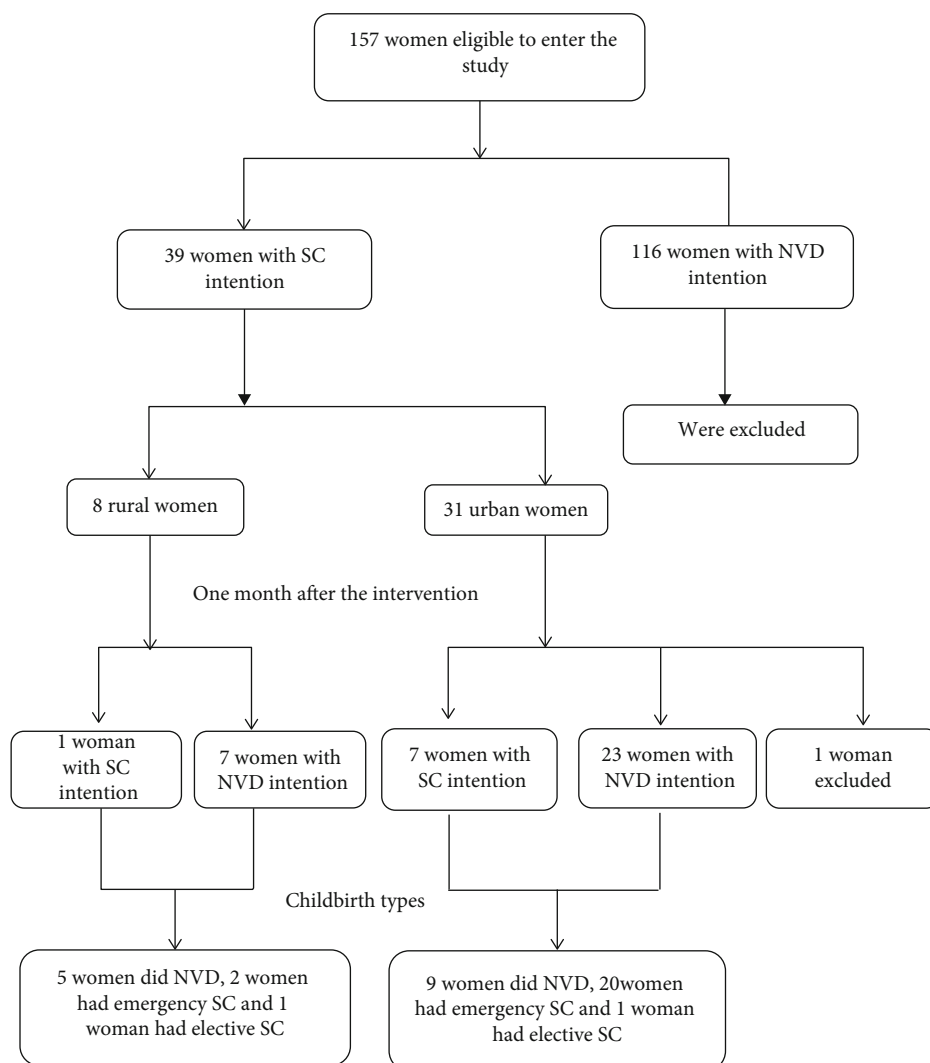 157 women eligible to enter the
study
39 women with SC
intention
116 women with NVD
intention
Were excluded
8 rural women
31 urban women
One month after the intervention
1 woman
with SC
intention
7 women with
NVD intention
7 women with
SC intention
23 women with
NVD intention
1 woman
excluded
Childbirth types
5 women did NVD, 2 women
had emergency SC and 1
woman had elective SC
9 women did NVD, 20women
had emergency SC and 1 woman
had elective SC